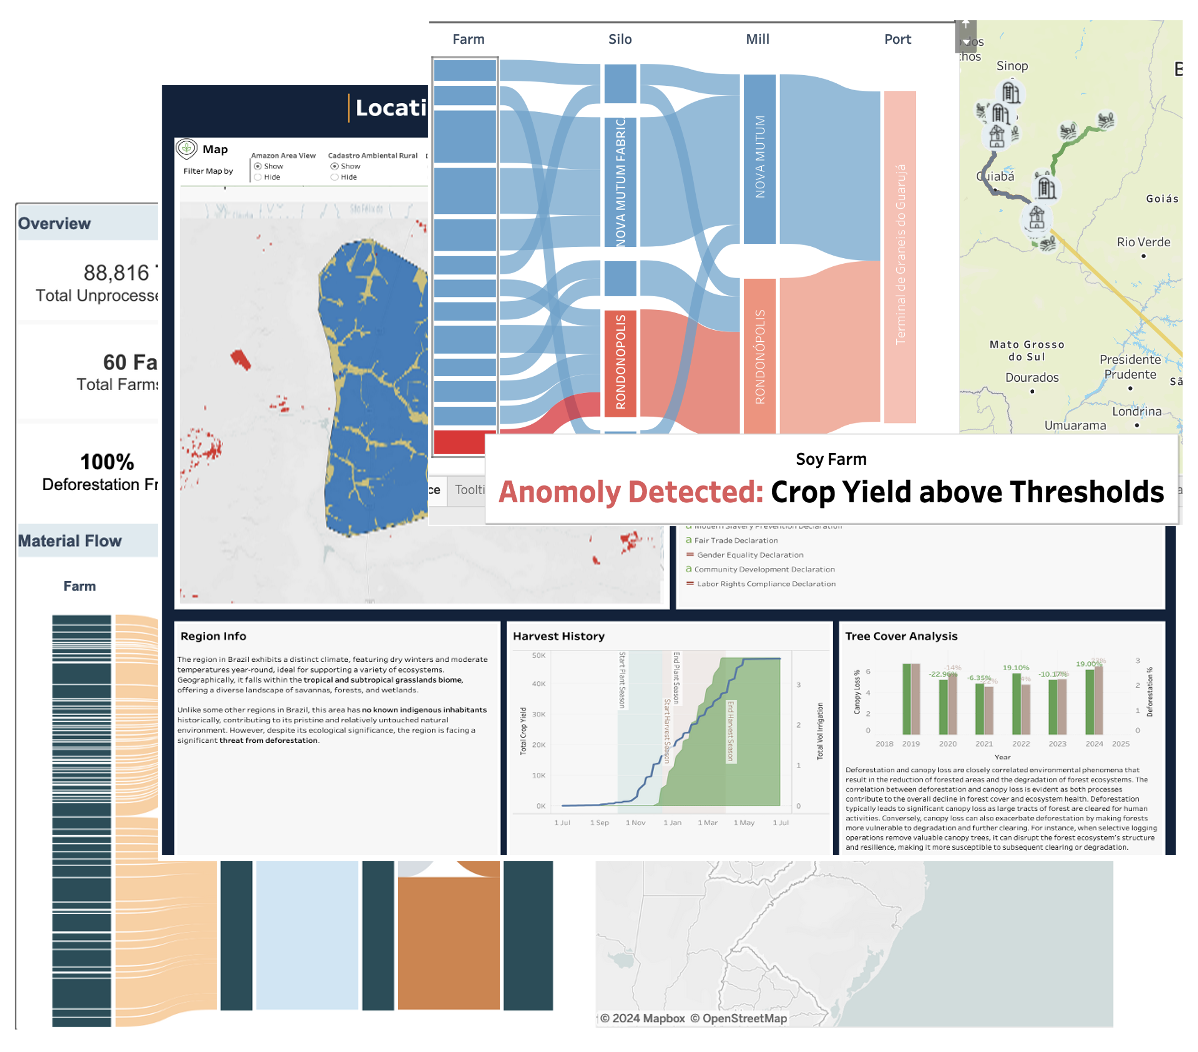 Farm
Silo
Mill
Port
Sinop
Locati
Map
Filter Map by
Amazon Area View
Show
Hide
Cadastro Ambiental Rural
Show
Hide
NOVA MUTUM FABRIC
NOVA MUTUM
Terminal de Granéis do Guarujá
RONDONOPOLIS
RONDONÓPOLIS
Cuiabá
Goiás
Rio Verde
Mato Grosso
do Sul
Dourados
Presidente
Prudente
Londrina
Umuarama
Overview
88,816
Total Unprocesse
60 Fa
Total Farms
100%
Deforestation Fr
Material Flow
Farm
ce
Toolti
Soy Farm
Anomoly Detected: Crop Yield above Thresholds
Modern Slavery Prevention Declaration
Fair Trade Declaration
Gender Equality Declaration
Community Development Declaration
Labor Rights Compliance Declaration
Region Info
The region in Brazil exhibits a distinct climate, featuring dry winters and moderate
temperatures year-round, ideal for supporting a variety of ecosystems.
Geographically, it falls within the tropical and subtropical grasslands biome,
offering a diverse landscape of savannas, forests, and wetlands.
Unlike some other regions in Brazil, this area has no known indigenous inhabitants
historically, contributing to its pristine and relatively untouched natural
environment. However, despite its ecological significance, the region is facing a
significant threat from deforestation.
Harvest History
50K
40K
30K
20K
10K
0K
Total Crop Yield
Start Plant Season
End Plant Season
Start Harvest Season
End Harvest Season
3
2
1
0
Total Vol Irrigation
1 Jul
1 Sep
1 Nov
1 Jan
1 Mar
1 May
1 Jul
Tree Cover Analysis
Canopy Loss %
6
4
2
0
-22.9%
14%
-6.35%
19.10%
-10.17%
19.00%
3
2
1
0
Deforestation %
2018
2019
2020
2021
2022
2023
2024
2025
Year
Deforestation and canopy loss are closely correlated environmental phenomena that
result in the reduction of forested areas and the degradation of forest ecosystems. The
correlation between deforestation and canopy loss is evident as both processes
contribute to the overall decline in forest cover and ecosystem health. Deforestation
typically leads to significant canopy loss as large tracts of forest are cleared for human
activities. Conversely, canopy loss can also exacerbate deforestation by making forests
more vulnerable to degradation and further clearing. For instance, when selective logging
operations remove valuable canopy trees, it can disrupt the forest ecosystem's structure
and resilience, making it more susceptible to subsequent clearing or degradation.
© 2024 Mapbox © OpenStreetMap